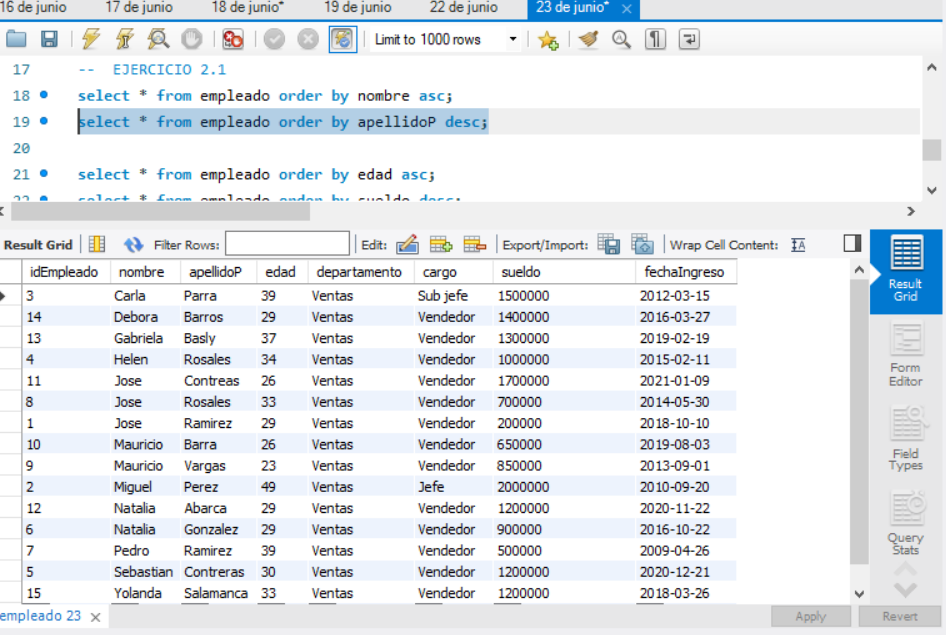 16 de junio 17 de junio 18 de junio* 19 de junio 22 de junio 23 de junio* ×
Limit to 1000 rows
17 -- EJERCICIO 2.1
18 select * from empleado order by nombre asc;
19 select * from empleado order by apellidoP desc;
20
21 select * from empleado order by edad asc;
22 select * from empleado order by sueldo desc;
Result Grid Filter Rows: Edit: Export/Import: Wrap Cell Content: IA
idEmpleado nombre apellidoP edad departamento cargo sueldo fechaIngreso
3 Carla Parra 39 Ventas Sub jefe 1500000 2012-03-15
14 Debora Barros 29 Ventas Vendedor 1400000 2016-03-27
13 Gabriela Basly 37 Ventas Vendedor 1300000 2019-02-19
4 Helen Rosales 34 Ventas Vendedor 1000000 2015-02-11
11 Jose Contreas 26 Ventas Vendedor 1700000 2021-01-09
8 Jose Rosales 33 Ventas Vendedor 700000 2014-05-30
1 Jose Ramirez 29 Ventas Vendedor 200000 2018-10-10
10 Mauricio Barra 26 Ventas Vendedor 650000 2019-08-03
9 Mauricio Vargas 23 Ventas Vendedor 850000 2013-09-01
2 Miguel Perez 49 Ventas Jefe 2000000 2010-09-20
12 Natalia Abarca 29 Ventas Vendedor 1200000 2020-11-22
6 Natalia Gonzalez 29 Ventas Vendedor 900000 2016-10-22
7 Pedro Ramirez 39 Ventas Vendedor 500000 2009-04-26
5 Sebastian Contreras 30 Ventas Vendedor 1200000 2020-12-21
15 Yolanda Salamanca 33 Ventas Vendedor 1200000 2018-03-26
Result
Grid
Form
Editor
Field
Types
Query
Stats
empleado 23 × Apply Revert